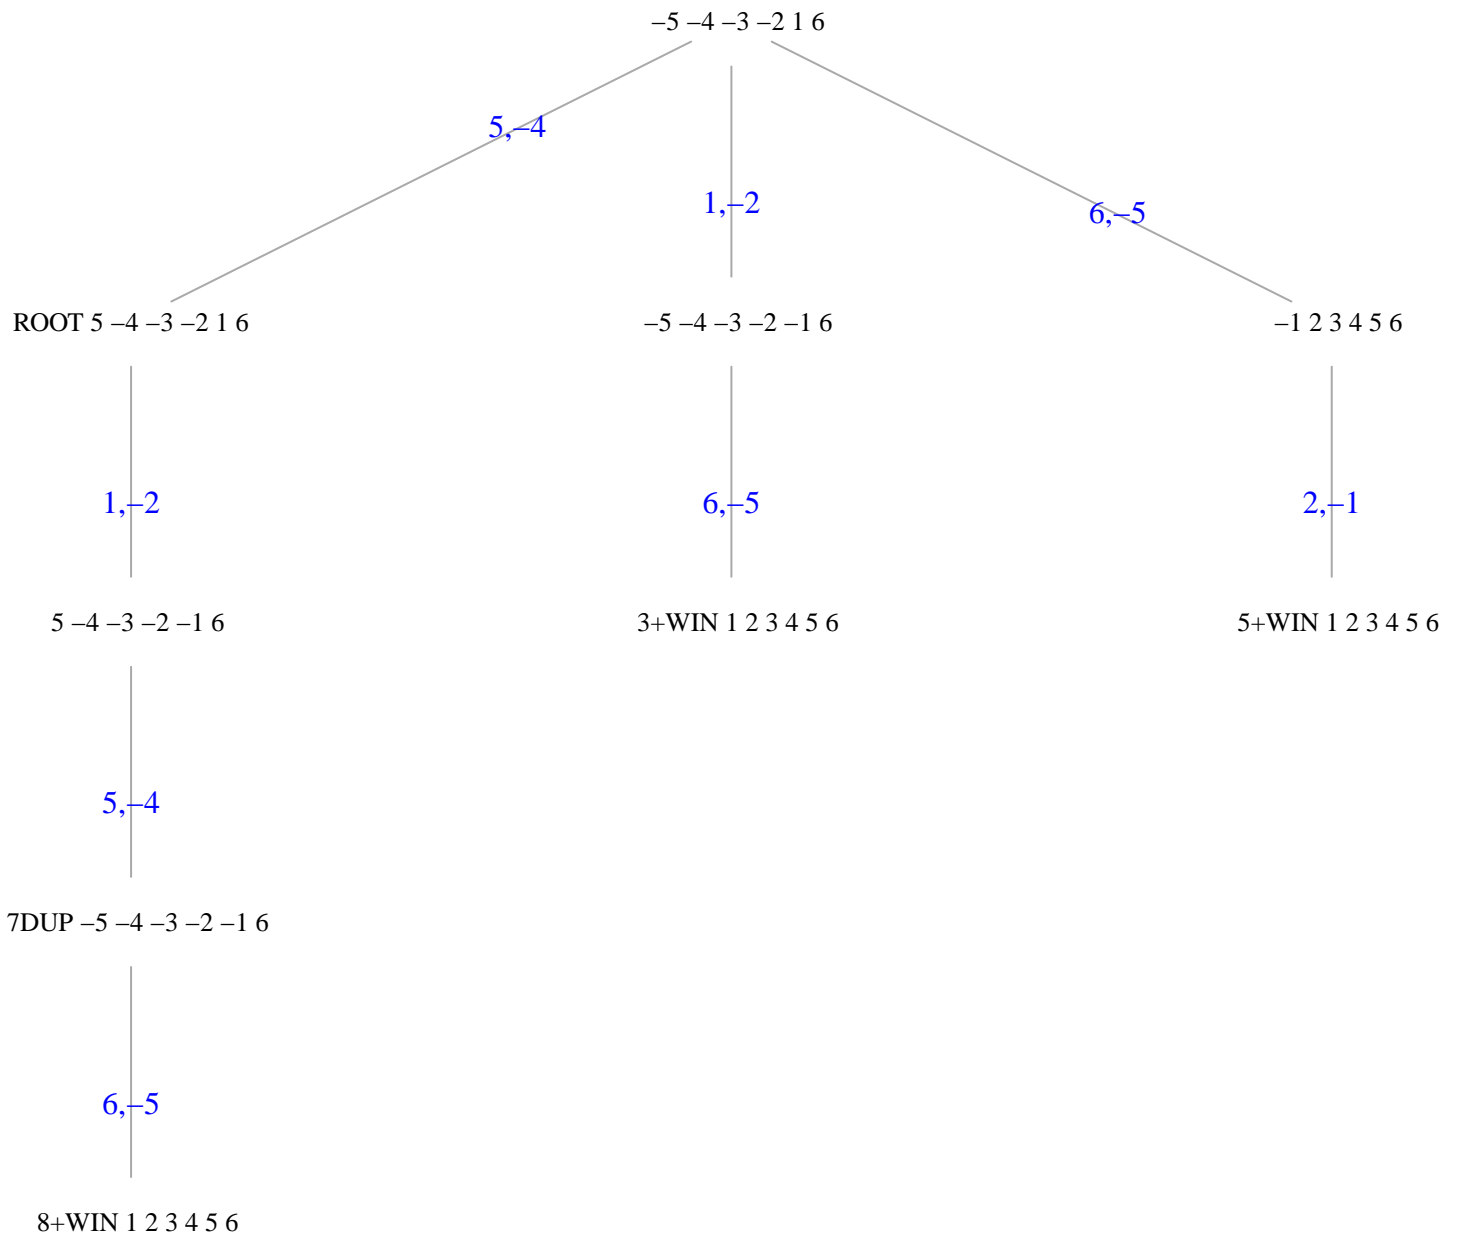 –5 –4 –3 –2 1 6
5,–4
1,–2
6,–5
ROOT 5 –4 –3 –2 1 6
–5 –4 –3 –2 –1 6
–1 2 3 4 5 6
1,–2
6,–5
2,–1
5 –4 –3 –2 –1 6
3+WIN 1 2 3 4 5 6
5+WIN 1 2 3 4 5 6
5,–4
7DUP –5 –4 –3 –2 –1 6
6,–5
8+WIN 1 2 3 4 5 6